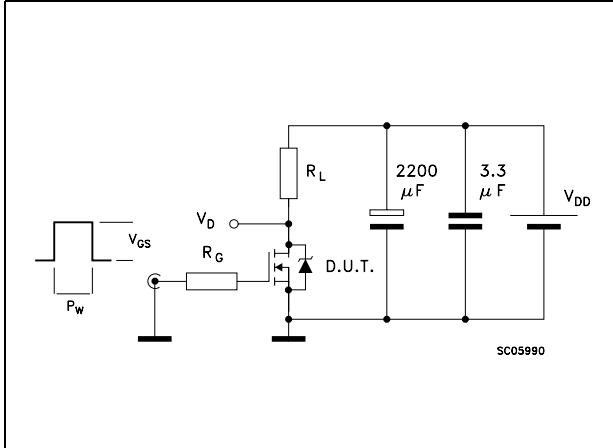 R_L
2200
μF
3.3
μF
V_DD
V_D
V_GS
R_G
D.U.T.
P_W
SC05990